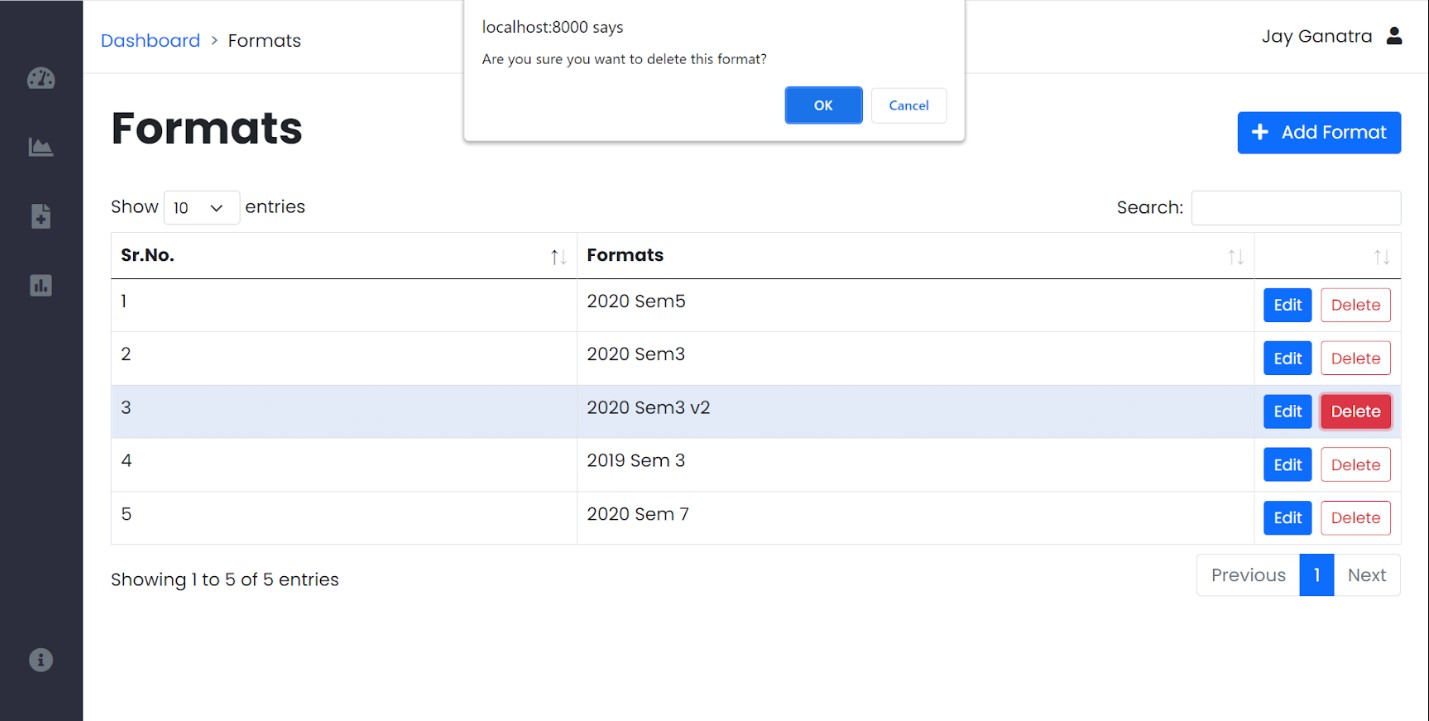 localhost:8000 says
Are you sure you want to delete this format?
OK Cancel
Dashboard > Formats
Jay Ganatra
Formats
Add Format
Show 10 entries
Search:
Sr.No. Formats
1 2020 Sem5 Edit Delete
2 2020 Sem3 Edit Delete
3 2020 Sem3 v2 Edit Delete
4 2019 Sem 3 Edit Delete
5 2020 Sem 7 Edit Delete
Showing 1 to 5 of 5 entries
Previous 1 Next